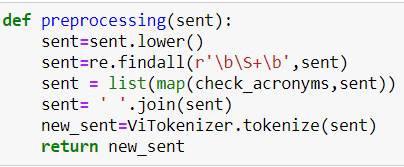 def preprocessing(sent):
    sent=sent.lower()
    sent=re.findall(r'\b\S+\b',sent)
    sent = list(map(check_acronyms,sent))
    sent= ' '.join(sent)
    new_sent=ViTokenizer.tokenize(sent)
    return new_sent